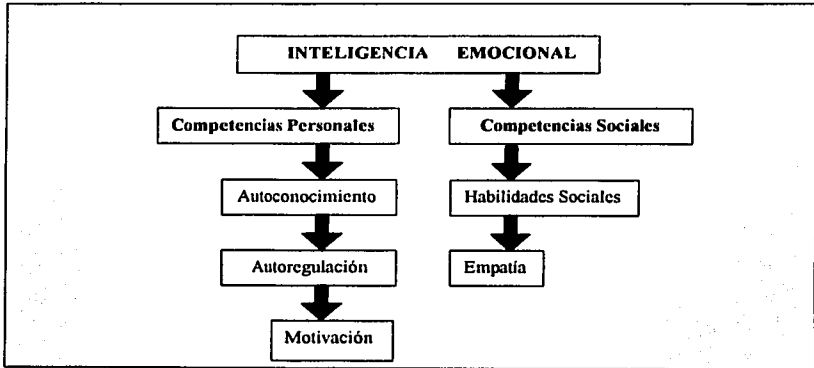 INTELIGENCIA EMOCIONAL
Competencias Personales
Competencias Sociales
Autoconocimiento
Habilidades Sociales
Autoregulación
Empatía
Motivación